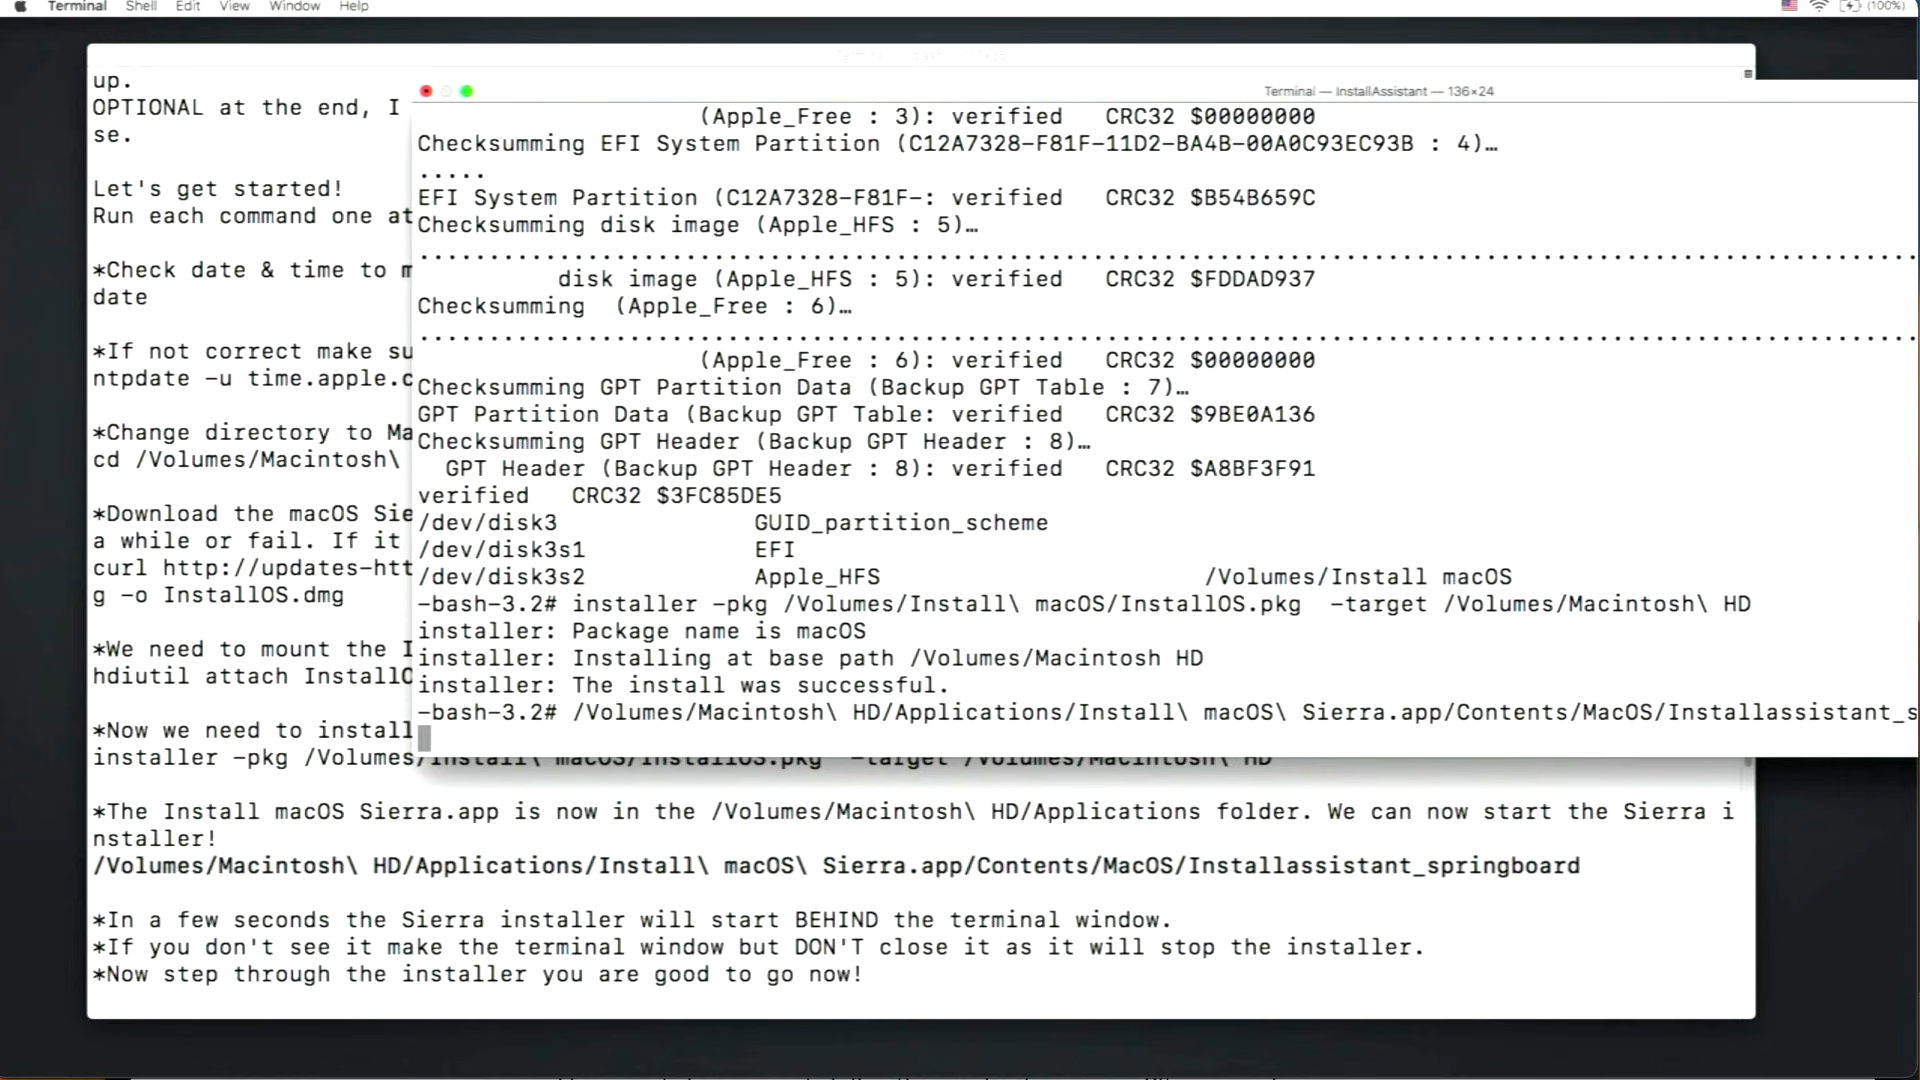 Terminal Shell Edit View Window Help (100%)
up.
OPTIONAL at the end, I
se.
Let's get started!
Run each command one at
*Check date & time to m
date
*If not correct make su
ntpdate -u time.apple.c
*Change directory to Ma
cd /Volumes/Macintosh\
*Download the macOS Sie
a while or fail. If it
curl http://updates-htt
g -o InstallOS.dmg
*We need to mount the I
hdiutil attach InstallO
*Now we need to install
installer -pkg /Volumes/Install\ macOS/InstallOS.pkg -target /Volumes/Macintosh\ HD
*The Install macOS Sierra.app is now in the /Volumes/Macintosh\ HD/Applications folder. We can now start the Sierra i
nstaller!
/Volumes/Macintosh\ HD/Applications/Install\ macOS\ Sierra.app/Contents/MacOS/Installassistant_springboard
*In a few seconds the Sierra installer will start BEHIND the terminal window.
*If you don't see it make the terminal window but DON'T close it as it will stop the installer.
*Now step through the installer you are good to go now!
Terminal — InstallAssistant — 136×24
(Apple_Free : 3): verified CRC32 $00000000
Checksumming EFI System Partition (C12A7328-F81F-11D2-BA4B-00A0C93EC93B : 4)…
.....
EFI System Partition (C12A7328-F81F-: verified CRC32 $B54B659C
Checksumming disk image (Apple_HFS : 5)…
...........................................................................................................
disk image (Apple_HFS : 5): verified CRC32 $FDDAD937
Checksumming (Apple_Free : 6)…
...........................................................................................................
(Apple_Free : 6): verified CRC32 $00000000
Checksumming GPT Partition Data (Backup GPT Table : 7)…
GPT Partition Data (Backup GPT Table: verified CRC32 $9BE0A136
Checksumming GPT Header (Backup GPT Header : 8)…
GPT Header (Backup GPT Header : 8): verified CRC32 $A8BF3F91
verified CRC32 $3FC85DE5
/dev/disk3 GUID_partition_scheme
/dev/disk3s1 EFI
/dev/disk3s2 Apple_HFS /Volumes/Install macOS
-bash-3.2# installer -pkg /Volumes/Install\ macOS/InstallOS.pkg -target /Volumes/Macintosh\ HD
installer: Package name is macOS
installer: Installing at base path /Volumes/Macintosh HD
installer: The install was successful.
-bash-3.2# /Volumes/Macintosh\ HD/Applications/Install\ macOS\ Sierra.app/Contents/MacOS/Installassistant_s